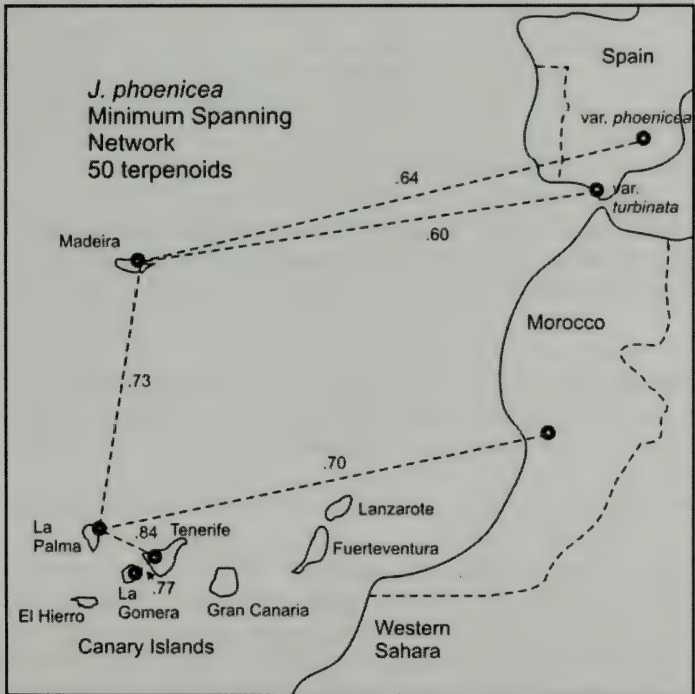 J. phoenicea
Minimum Spanning
Network
50 terpenoids
Spain
var. phoenicea
var.
turbinata
.64
.60
Madeira
Morocco
.73
.70
La
Palma
.84
Tenerife
Lanzarote
Fuerteventura
.77
El Hierro
La
Gomera
Gran Canaria
Canary Islands
Western
Sahara